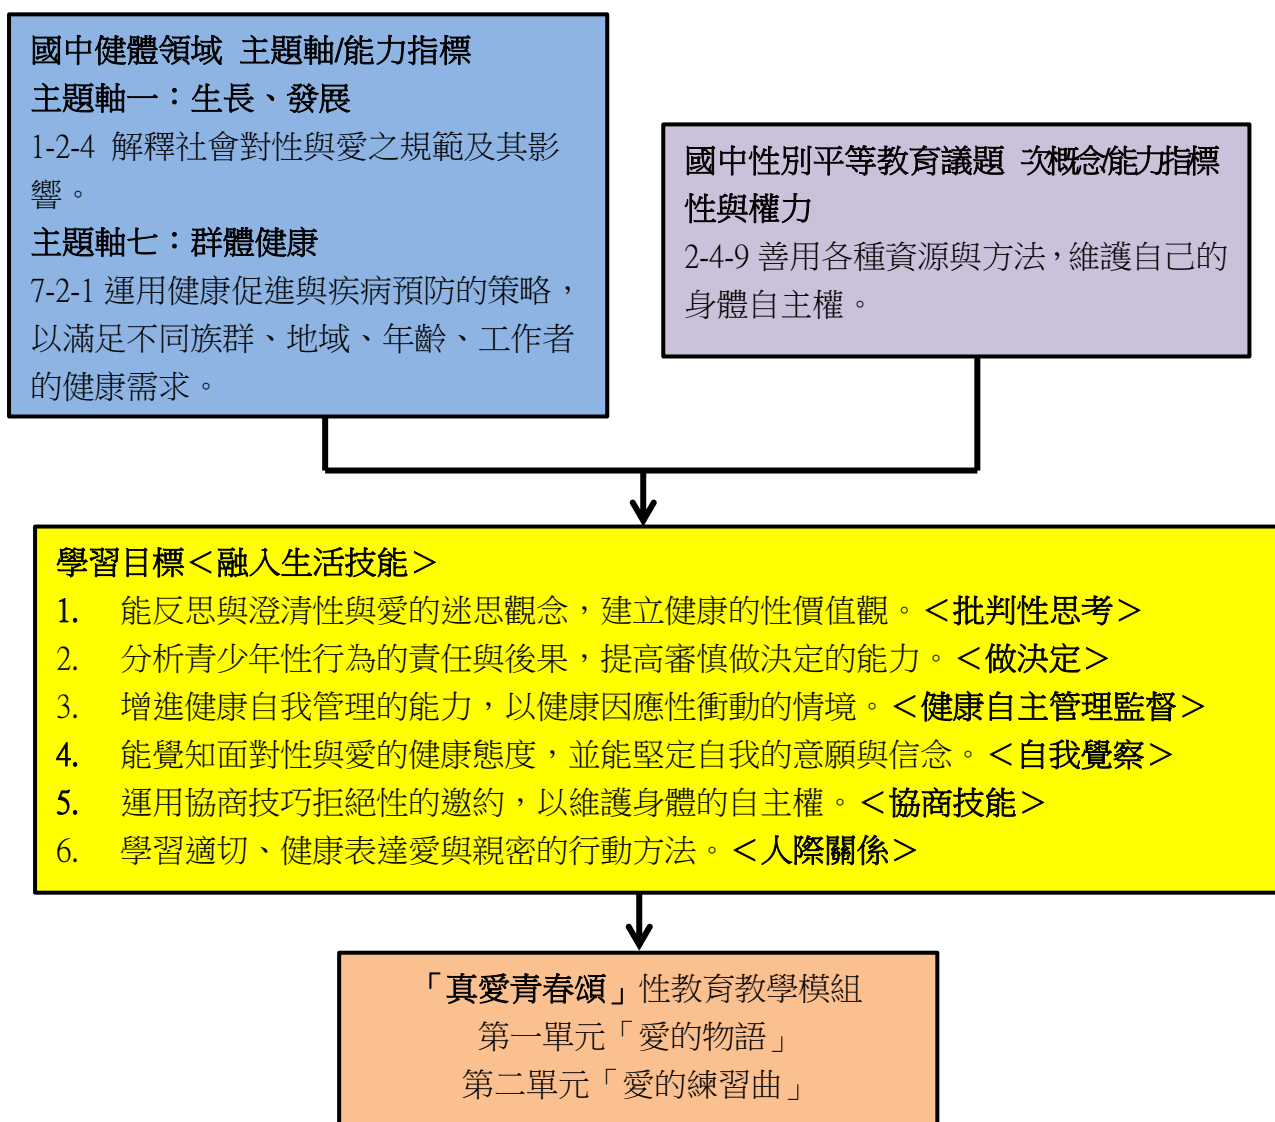 國中健體領域 主題軸/能力指標
主題軸一：生長、發展
1-2-4 解釋社會對性與愛之規範及其影
響。
主題軸七：群體健康
7-2-1 運用健康促進與疾病預防的策略，
以滿足不同族群、地域、年齡、工作者
的健康需求。
國中性別平等教育議題 次概念/能力指標
性與權力
2-4-9 善用各種資源與方法，維護自己的
身體自主權。
學習目標＜融入生活技能＞
1. 能反思與澄清性與愛的迷思觀念，建立健康的性價值觀。＜批判性思考＞
2. 分析青少年性行為的責任與後果，提高審慎做決定的能力。＜做決定＞
3. 增進健康自我管理的能力，以健康因應性衝動的情境。＜健康自主管理監督＞
4. 能覺知面對性與愛的健康態度，並能堅定自我的意願與信念。＜自我覺察＞
5. 運用協商技巧拒絕性的邀約，以維護身體的自主權。＜協商技能＞
6. 學習適切、健康表達愛與親密的行動方法。＜人際關係＞
「真愛青春頌」性教育教學模組
第一單元「愛的物語」
第二單元「愛的練習曲」